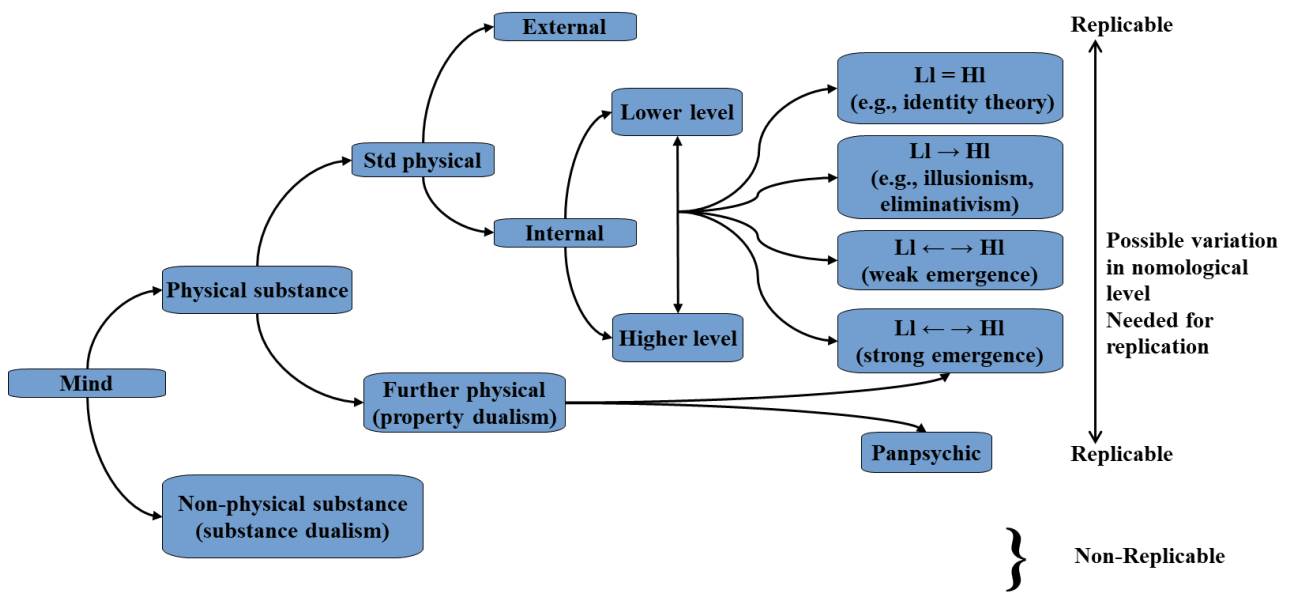 External
Replicable
Ll = Hl
(e.g., identity theory)
Lower level
Std physical
Ll → Hl
(e.g., illusionism,
eliminativism)
Internal
Ll ← → Hl
(weak emergence)
Possible variation
in nomological
level
Needed for
replication
Physical substance
Higher level
Ll ← → Hl
(strong emergence)
Mind
Further physical
(property dualism)
Panpsychic
Replicable
Non-physical substance
(substance dualism)
} Non-Replicable